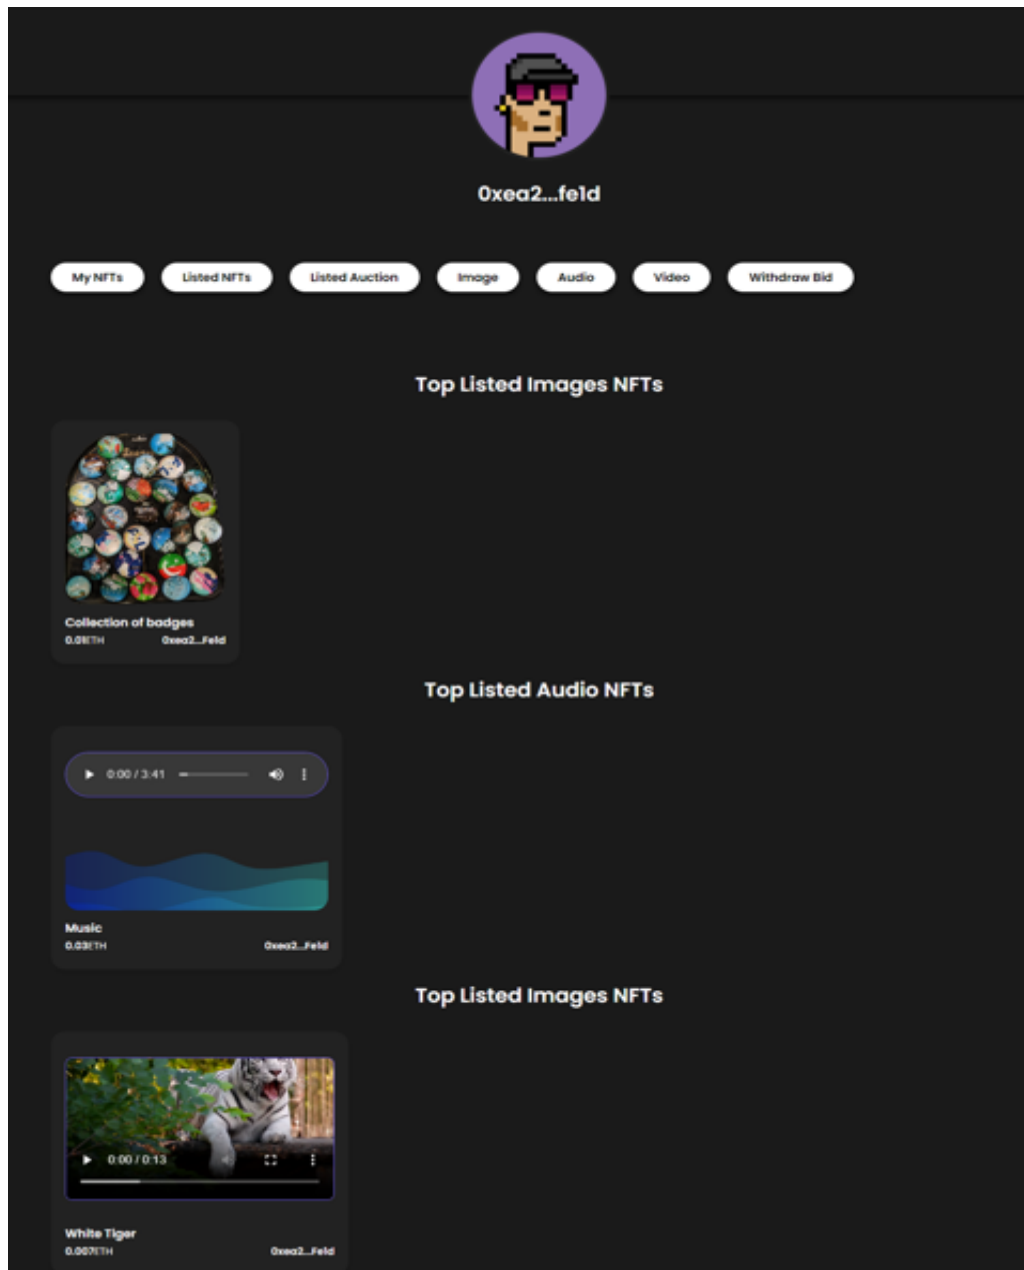 0xea2...fe1d
My NFTs Listed NFTs Listed Auction Image Audio Video Withdraw Bid
Top Listed Images NFTs
Collection of badges
0.01ETH 0xea2...Fe1d
Top Listed Audio NFTs
0:00 / 3:41
Music
0.03ETH 0xea2...Fe1d
Top Listed Images NFTs
0:00 / 0:13
White Tiger
0.007ETH 0xea2...Fe1d